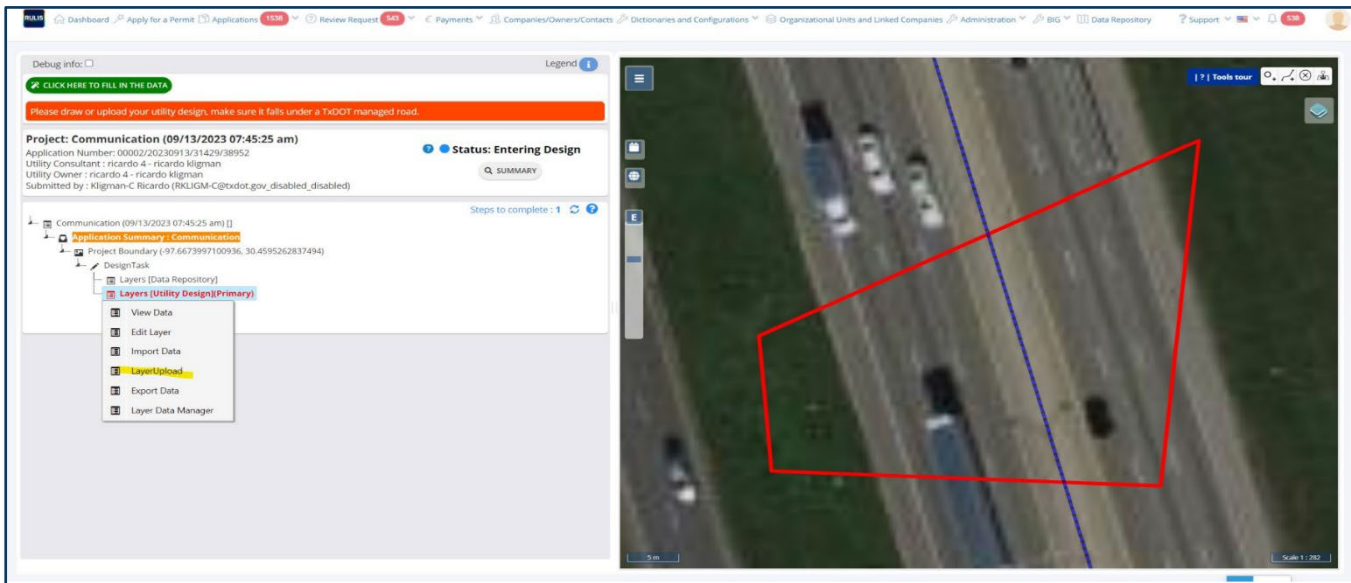 RULIS Dashboard Apply for a Permit Applications 1538 Review Request 543 Payments Companies/Owners/Contacts Dictionaries and Configurations Organizational Units and Linked Companies Administration BIG Data Repository ? Support 538
Debug info: Legend i
CLICK HERE TO FILL IN THE DATA
Please draw or upload your utility design, make sure it falls under a TxDOT managed road.
Project: Communication (09/13/2023 07:45:25 am)
Application Number: 00002/20230913/31429/38952
Utility Consultant : ricardo 4 - ricardo kligman
Utility Owner : ricardo 4 - ricardo kligman
Submitted by : Kligman-C Ricardo (RKLIGM-C@txdot.gov_disabled_disabled)
? Status: Entering Design
SUMMARY
Steps to complete : 1 ?
Communication (09/13/2023 07:45:25 am) []
Application Summary : Communication
Project Boundary (-97.6673997100936, 30.4595262837494)
DesignTask
Layers [Data Repository]
Layers [Utility Design](Primary)
View Data
Edit Layer
Import Data
LayerUpload
Export Data
Layer Data Manager
| ? | Tools tour
E
5 m
Scale 1 : 282